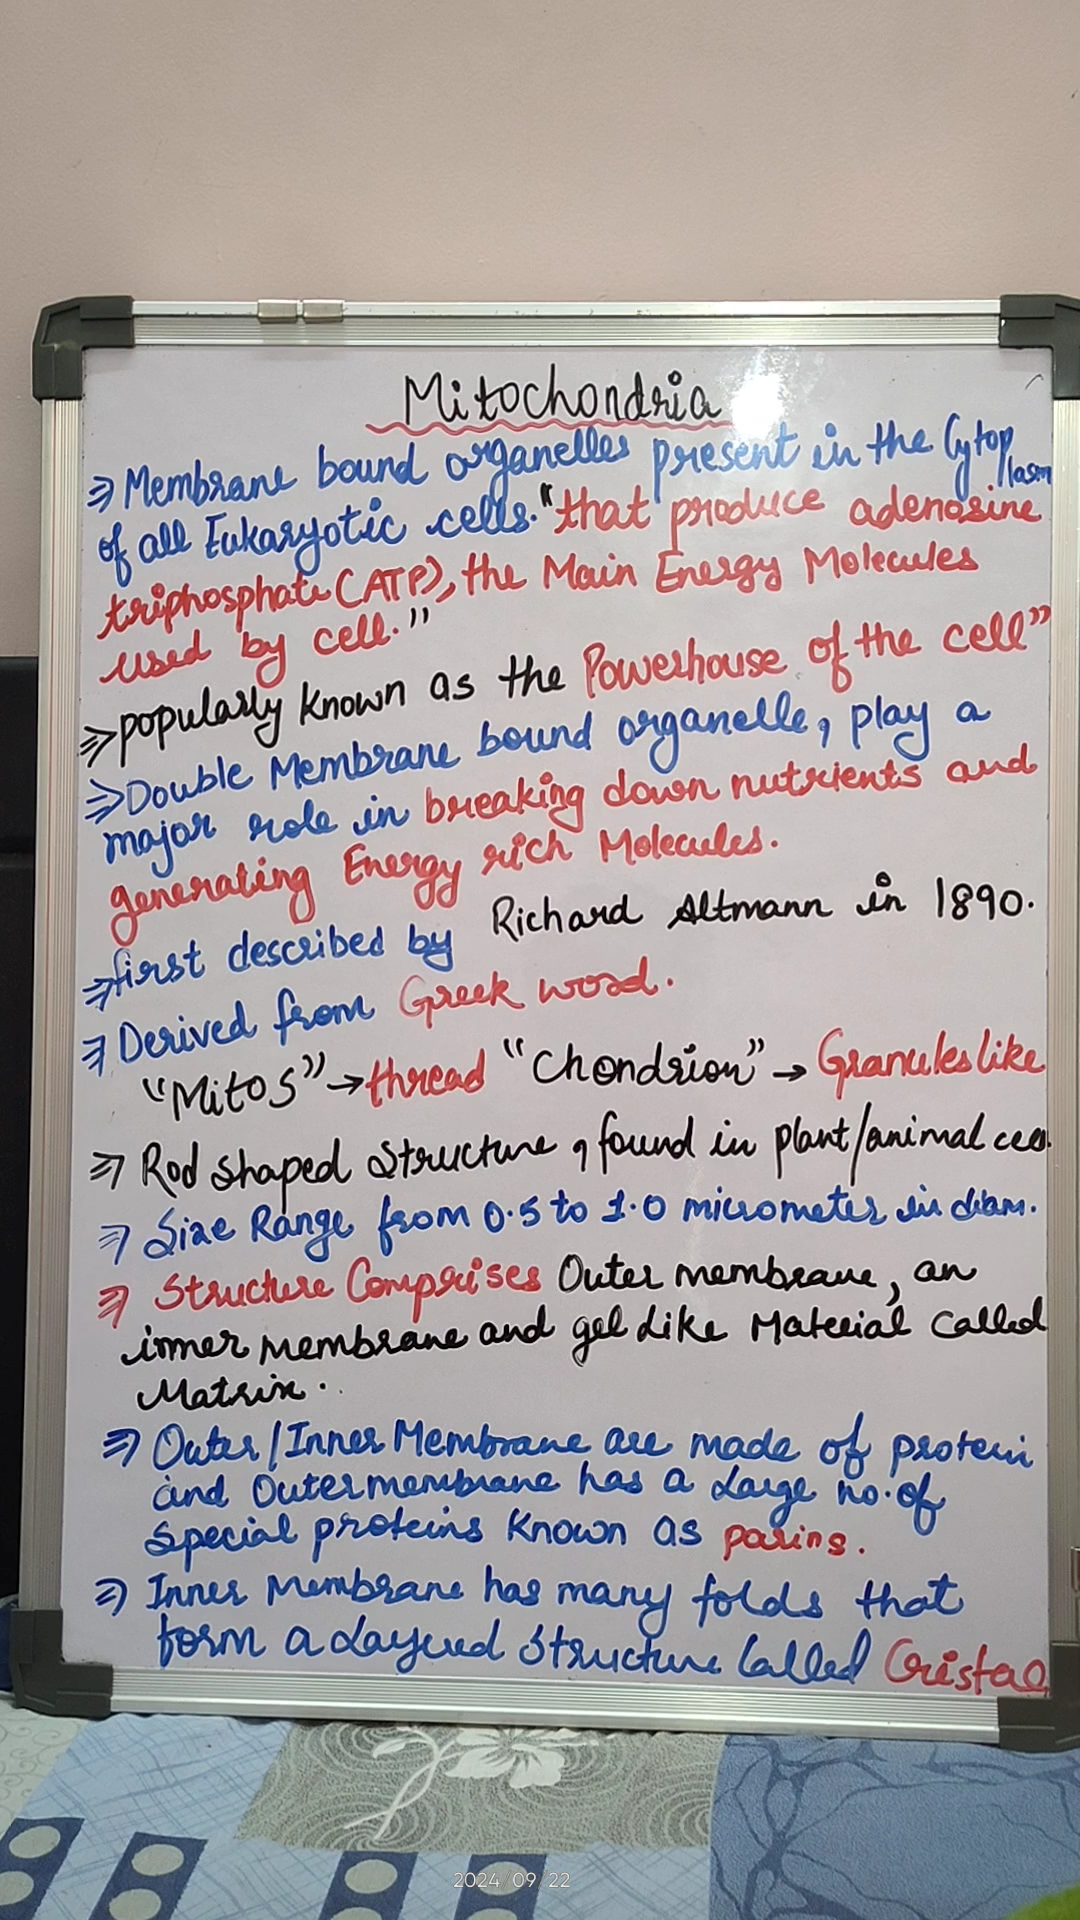 Mitochondria
⇒ Membrane bound organelles present in the Cytoplasm
of all Eukaryotic cells. "that produce adenosine
triphosphate (ATP), the Main Energy Molecules
used by cell."
⇒ popularly known as the Powerhouse of the cell"
⇒ Double Membrane bound organelle, play a
major role in breaking down nutrients and
generating Energy rich Molecules.
⇒ first described by Richard Altmann in 1890.
⇒ Derived from Greek word.
"Mitos" → thread "Chondrion" → Granules like
⇒ Rod shaped structure, found in plant/animal cell.
⇒ Size Range from 0.5 to 1.0 micrometer in diam.
⇒ Structure Comprises Outer membrane, an
inner membrane and gel like Material called
Matrix.
⇒ Outer/Inner Membrane are made of protein
and Outer membrane has a large no. of
special proteins known as porins.
⇒ Inner Membrane has many folds that
form a layered structure called Cristae
2024/09/22